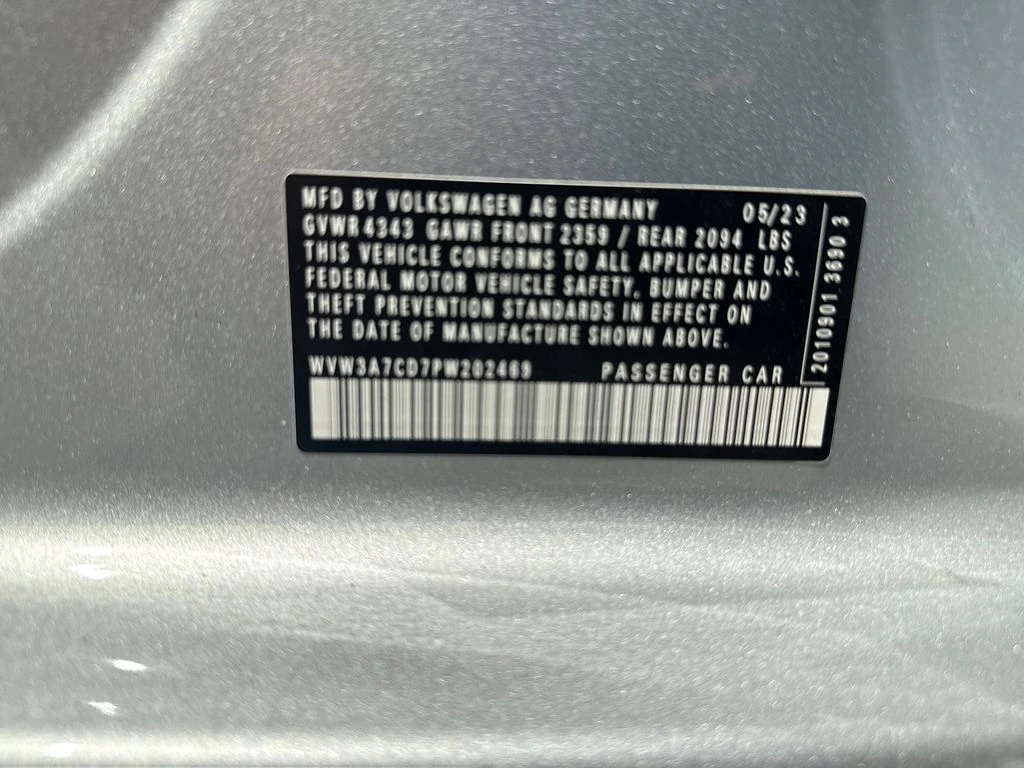 MFD BY VOLKSWAGEN AG GERMANY 05/23
GVWR 4343 GAWR FRONT 2359 / REAR 2094 LBS
THIS VEHICLE CONFORMS TO ALL APPLICABLE U.S.
FEDERAL MOTOR VEHICLE SAFETY, BUMPER AND
THEFT PREVENTION STANDARDS IN EFFECT ON
THE DATE OF MANUFACTURE SHOWN ABOVE.
WVW3A7CD7PW202469 PASSENGER CAR
2010901 3690 3